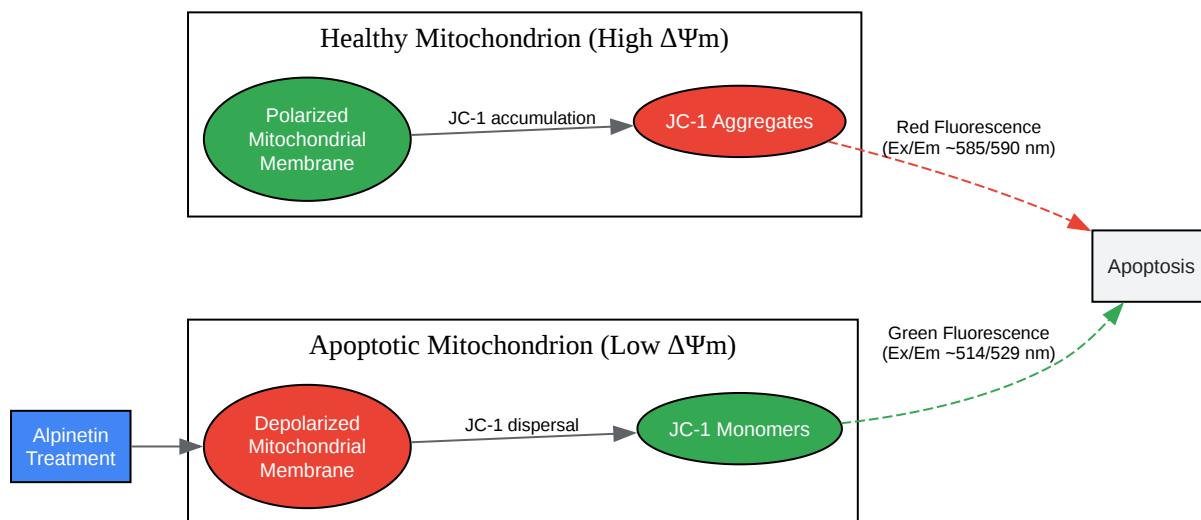 Healthy Mitochondrion (High ΔΨm)
Polarized
Mitochondrial
Membrane
JC-1 accumulation
JC-1 Aggregates
Red Fluorescence
(Ex/Em ~585/590 nm)
Apoptosis
Apoptotic Mitochondrion (Low ΔΨm)
Green Fluorescence
(Ex/Em ~514/529 nm)
Alpinetin
Treatment
Depolarized
Mitochondrial
Membrane
JC-1 dispersal
JC-1 Monomers